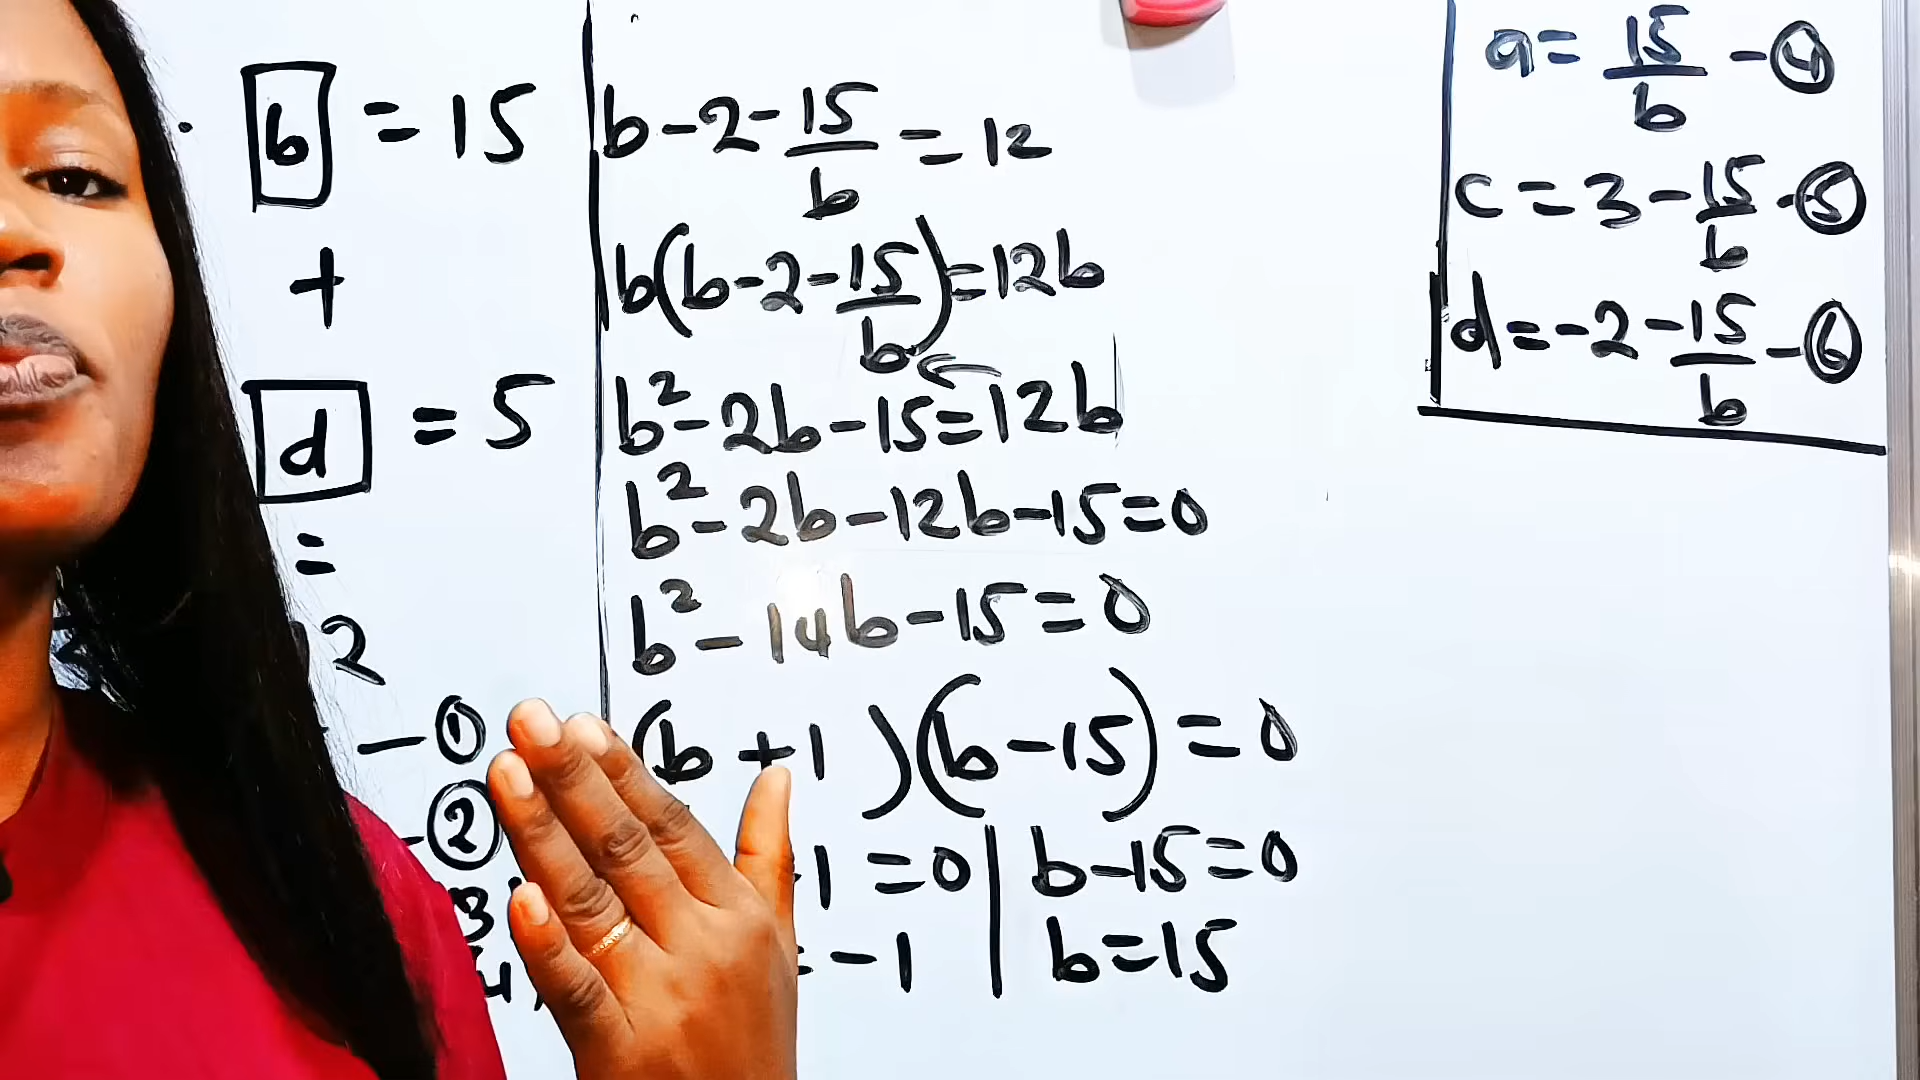 · b = 15
+
d = 5
=
2
- ①
- ②
3
4
b-2-15/b = 12
b(b-2-15/b)=12b
b²-2b-15=12b
b²-2b-12b-15=0
b²-14b-15=0
(b+1)(b-15)=0
1=0 | b-15=0
=-1 | b=15
a=15/b -④
c=3-15/b -⑤
d=-2-15/b -⑥